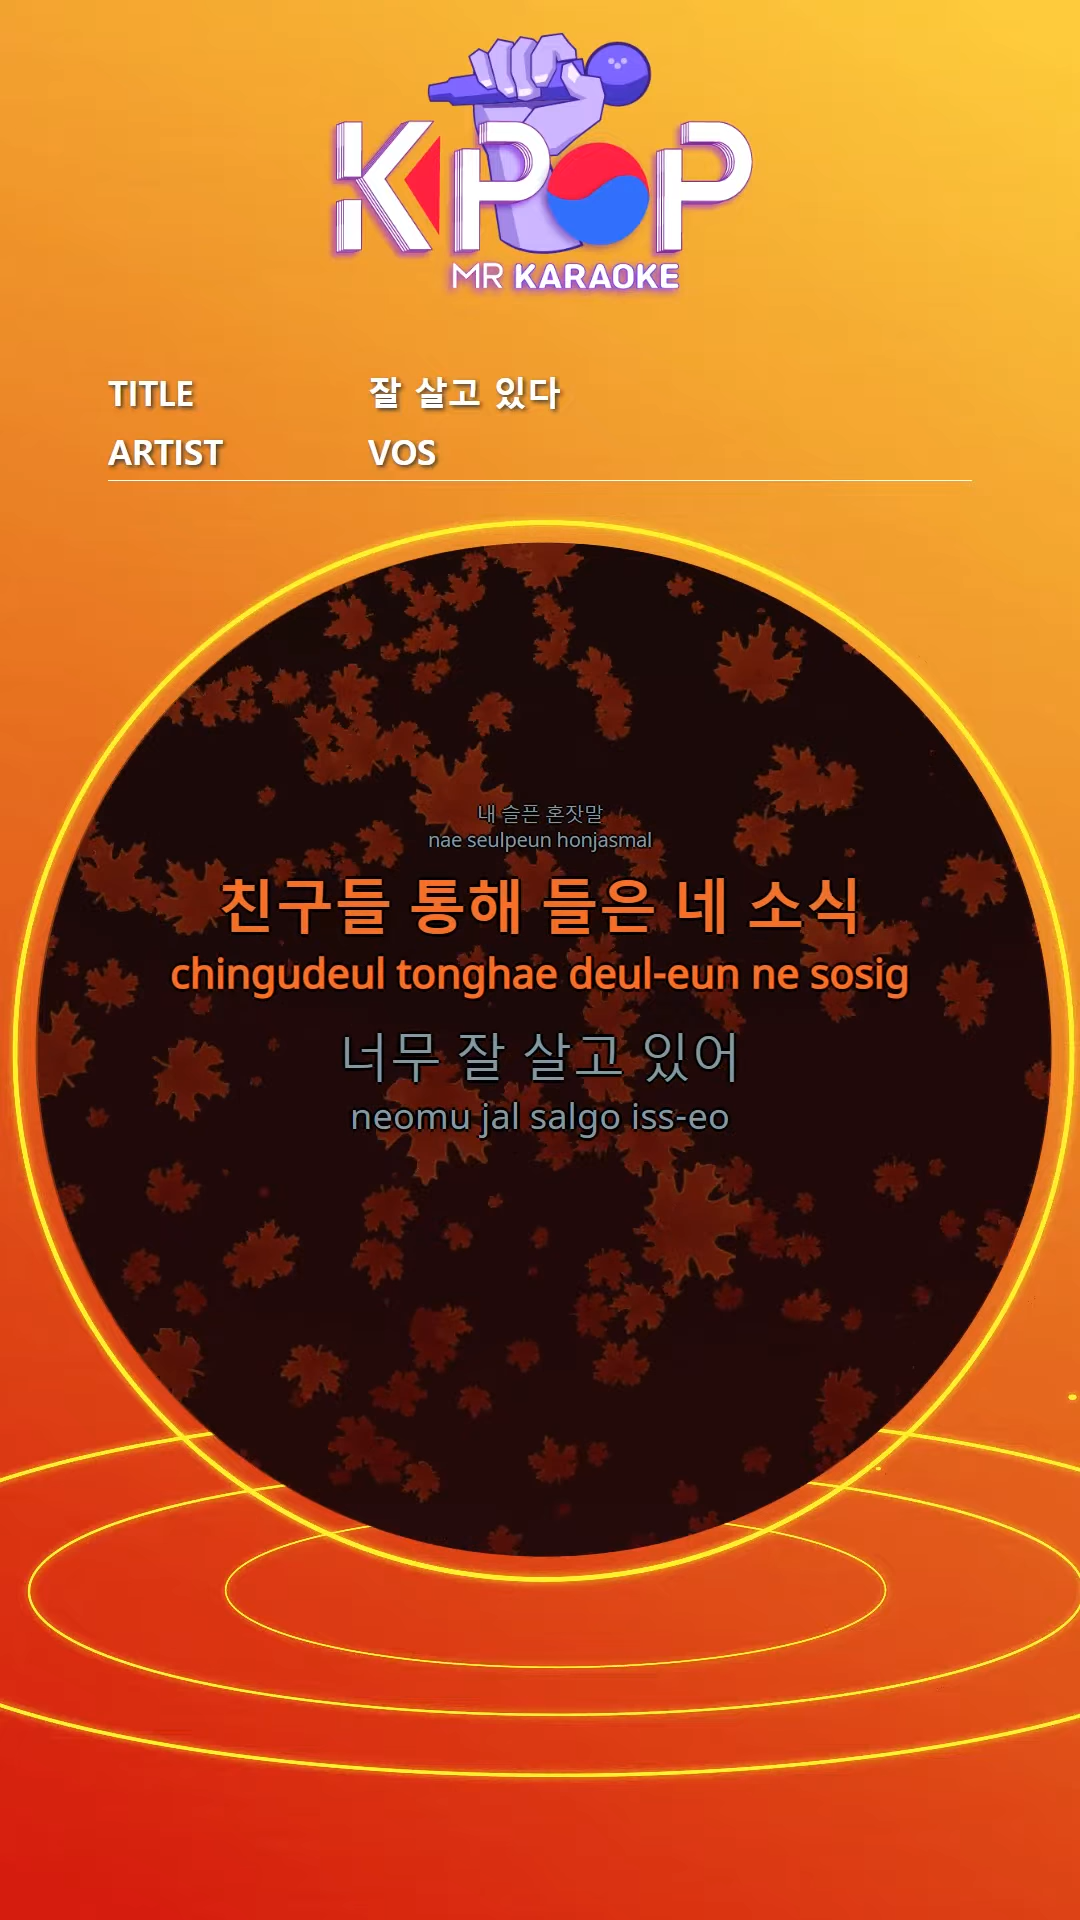 KPOP
MR KARAOKE
TITLE 잘 살고 있다
ARTIST VOS
내 슬픈 혼잣말
nae seulpeun honjasmal
친구들 통해 들은 네 소식
chingudeul tonghae deul-eun ne sosig
너무 잘 살고 있어
neomu jal salgo iss-eo